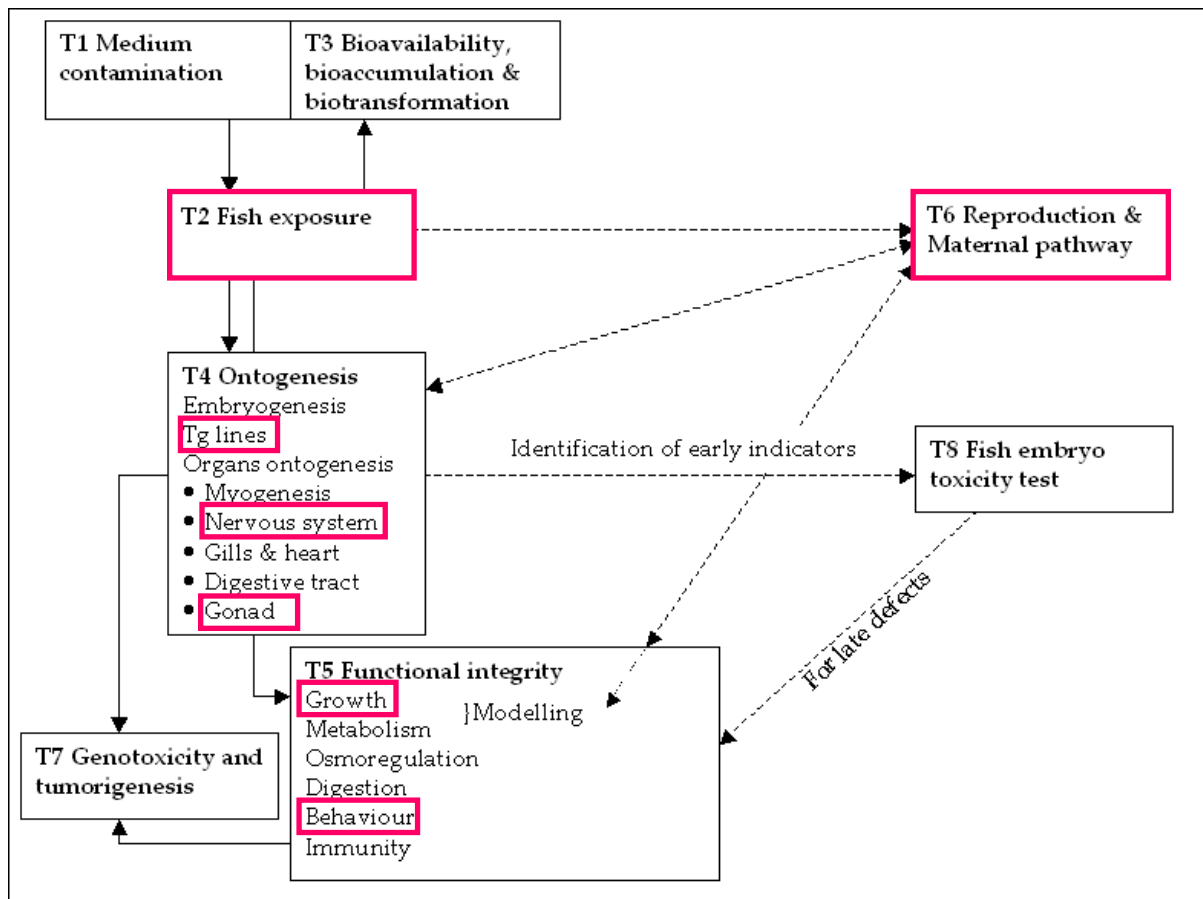 T1 Medium
contamination
T3 Bioavailability,
bioaccumulation &
biotransformation
T2 Fish exposure
T6 Reproduction &
Maternal pathway
T4 Ontogenesis
Embryogenesis
Tg lines
Organs ontogenesis
• Myogenesis
• Nervous system
• Gills & heart
• Digestive tract
• Gonad
Identification of early indicators
T8 Fish embryo
toxicity test
For late defects
T5 Functional integrity
Growth
}Modelling
Metabolism
Osmoregulation
Digestion
Behaviour
Immunity
T7 Genotoxicity and
tumorigenesis